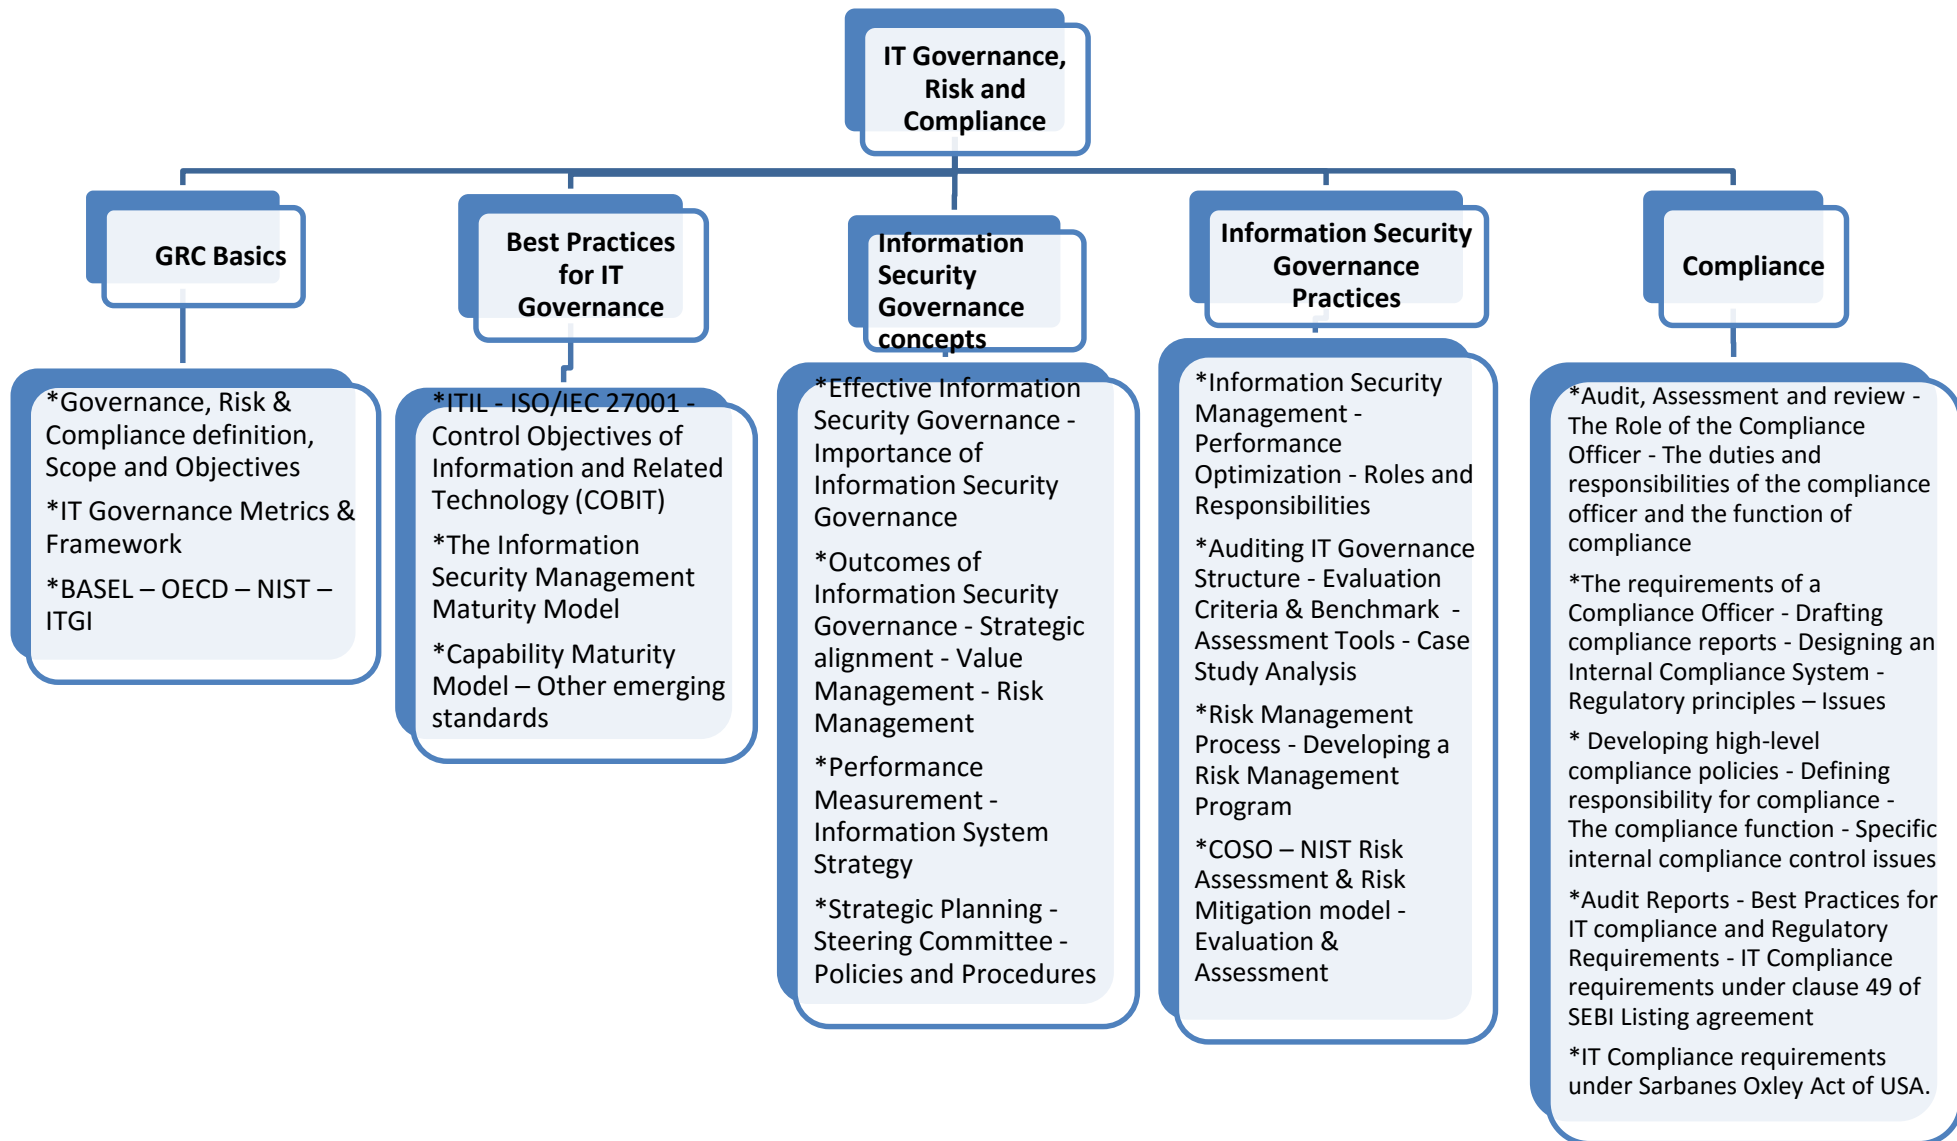 IT Governance,
Risk and
Compliance
GRC Basics
*Governance, Risk &
Compliance definition,
Scope and Objectives
*IT Governance Metrics &
Framework
*BASEL – OECD – NIST –
ITGI
Best Practices
for IT
Governance
*ITIL - ISO/IEC 27001 -
Control Objectives of
Information and Related
Technology (COBIT)
*The Information
Security Management
Maturity Model
*Capability Maturity
Model – Other emerging
standards
Information
Security
Governance
concepts
*Effective Information
Security Governance -
Importance of
Information Security
Governance
*Outcomes of
Information Security
Governance - Strategic
alignment - Value
Management - Risk
Management
*Performance
Measurement -
Information System
Strategy
*Strategic Planning -
Steering Committee -
Policies and Procedures
Information Security
Governance
Practices
*Information Security
Management -
Performance
Optimization - Roles and
Responsibilities
*Auditing IT Governance
Structure - Evaluation
Criteria & Benchmark  -
Assessment Tools - Case
Study Analysis
*Risk Management
Process - Developing a
Risk Management
Program
*COSO – NIST Risk
Assessment & Risk
Mitigation model -
Evaluation &
Assessment
Compliance
*Audit, Assessment and review -
The Role of the Compliance
Officer - The duties and
responsibilities of the compliance
officer and the function of
compliance
*The requirements of a
Compliance Officer - Drafting
compliance reports - Designing an
Internal Compliance System -
Regulatory principles – Issues
* Developing high-level
compliance policies - Defining
responsibility for compliance -
The compliance function - Specific
internal compliance control issues
*Audit Reports - Best Practices for
IT compliance and Regulatory
Requirements - IT Compliance
requirements under clause 49 of
SEBI Listing agreement
*IT Compliance requirements
under Sarbanes Oxley Act of USA.